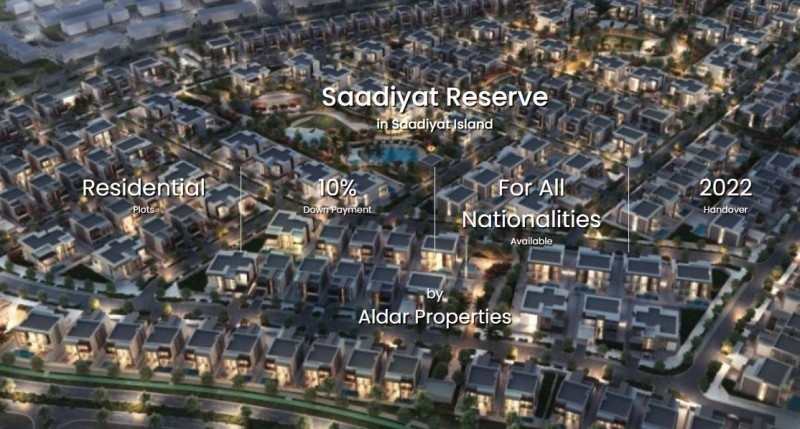 Saadiyat Reserve
in Saadiyat Island
Residential
Plots
10%
Down Payment
For All
Nationalities
Available
2022
Handover
by
Aldar Properties